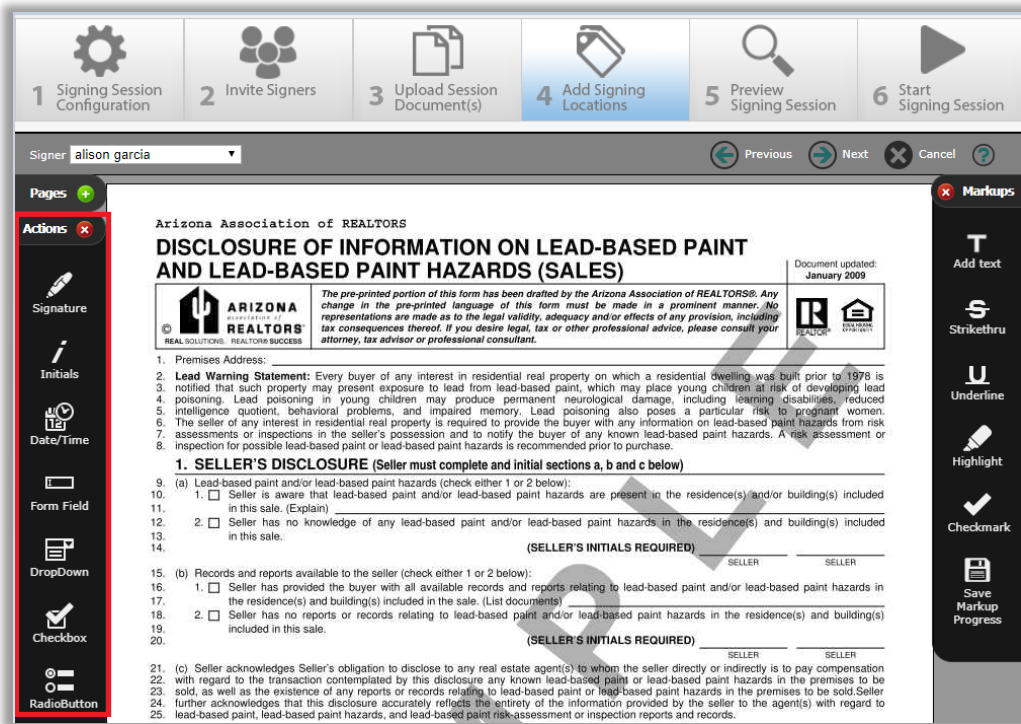 1 Signing Session Configuration
2 Invite Signers
3 Upload Session Document(s)
4 Add Signing Locations
5 Preview Signing Session
6 Start Signing Session
Signer alison garcia
Previous
Next
Cancel
?
Pages
Actions
Signature
Initials
Date/Time
Form Field
DropDown
Checkbox
RadioButton
Arizona Association of REALTORS
DISCLOSURE OF INFORMATION ON LEAD-BASED PAINT
AND LEAD-BASED PAINT HAZARDS (SALES)
Document updated:
January 2009
ARIZONA
association of
REALTORS®
REAL SOLUTIONS. REALTOR® SUCCESS
The pre-printed portion of this form has been drafted by the Arizona Association of REALTORS®. Any
change in the pre-printed language of this form must be made in a prominent manner. No
representations are made as to the legal validity, adequacy and/or effects of any provision, including
tax consequences thereof. If you desire legal, tax or other professional advice, please consult your
attorney, tax advisor or professional consultant.
REALTOR®
EQUAL HOUSING
OPPORTUNITY
1. Premises Address:
2. Lead Warning Statement: Every buyer of any interest in residential real property on which a residential dwelling was built prior to 1978 is
3. notified that such property may present exposure to lead from lead-based paint, which may place young children at risk of developing lead
4. poisoning. Lead poisoning in young children may produce permanent neurological damage, including learning disabilities, reduced
5. intelligence quotient, behavioral problems, and impaired memory. Lead poisoning also poses a particular risk to pregnant women.
6. The seller of any interest in residential real property is required to provide the buyer with any information on lead-based paint hazards from risk
7. assessments or inspections in the seller's possession and to notify the buyer of any known lead-based paint hazards. A risk assessment or
8. inspection for possible lead-based paint or lead-based paint hazards is recommended prior to purchase.
1. SELLER'S DISCLOSURE (Seller must complete and initial sections a, b and c below)
9. (a) Lead-based paint and/or lead-based paint hazards (check either 1 or 2 below):
10. 1. Seller is aware that lead-based paint and/or lead-based paint hazards are present in the residence(s) and/or building(s) included
11. in this sale. (Explain)
12. 2. Seller has no knowledge of any lead-based paint and/or lead-based paint hazards in the residence(s) and building(s) included
13. in this sale.
14. (SELLER'S INITIALS REQUIRED)
SELLER SELLER
15. (b) Records and reports available to the seller (check either 1 or 2 below):
16. 1. Seller has provided the buyer with all available records and reports relating to lead-based paint and/or lead-based paint hazards in
17. the residence(s) and building(s) included in the sale. (List documents)
18. 2. Seller has no reports or records relating to lead-based paint and/or lead-based paint hazards in the residence(s) and building(s)
19. included in this sale.
20. (SELLER'S INITIALS REQUIRED)
SELLER SELLER
21. (c) Seller acknowledges Seller's obligation to disclose to any real estate agent(s) to whom the seller directly or indirectly is to pay compensation
22. with regard to the transaction contemplated by this disclosure any known lead-based paint or lead-based paint hazards in the premises to be
23. sold, as well as the existence of any reports or records relating to lead-based paint or lead-based paint hazards in the premises to be sold.Seller
24. further acknowledges that this disclosure accurately reflects the entirety of the information provided by the seller to the agent(s) with regard to
25. lead-based paint, lead-based paint hazards, and lead-based paint risk-assessment or inspection reports and records.
Markups
Add text
Strikethru
Underline
Highlight
Checkmark
Save
Markup
Progress